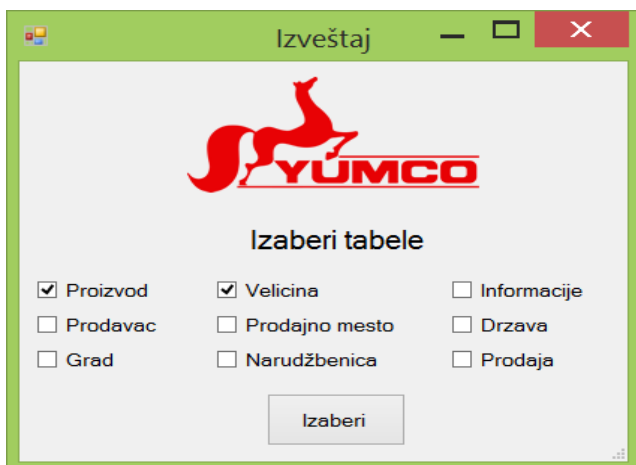 Izveštaj
YUMCO
Izaberi tabele
Proizvod Velicina Informacije
Prodavac Prodajno mesto Drzava
Grad Narudžbenica Prodaja
Izaberi